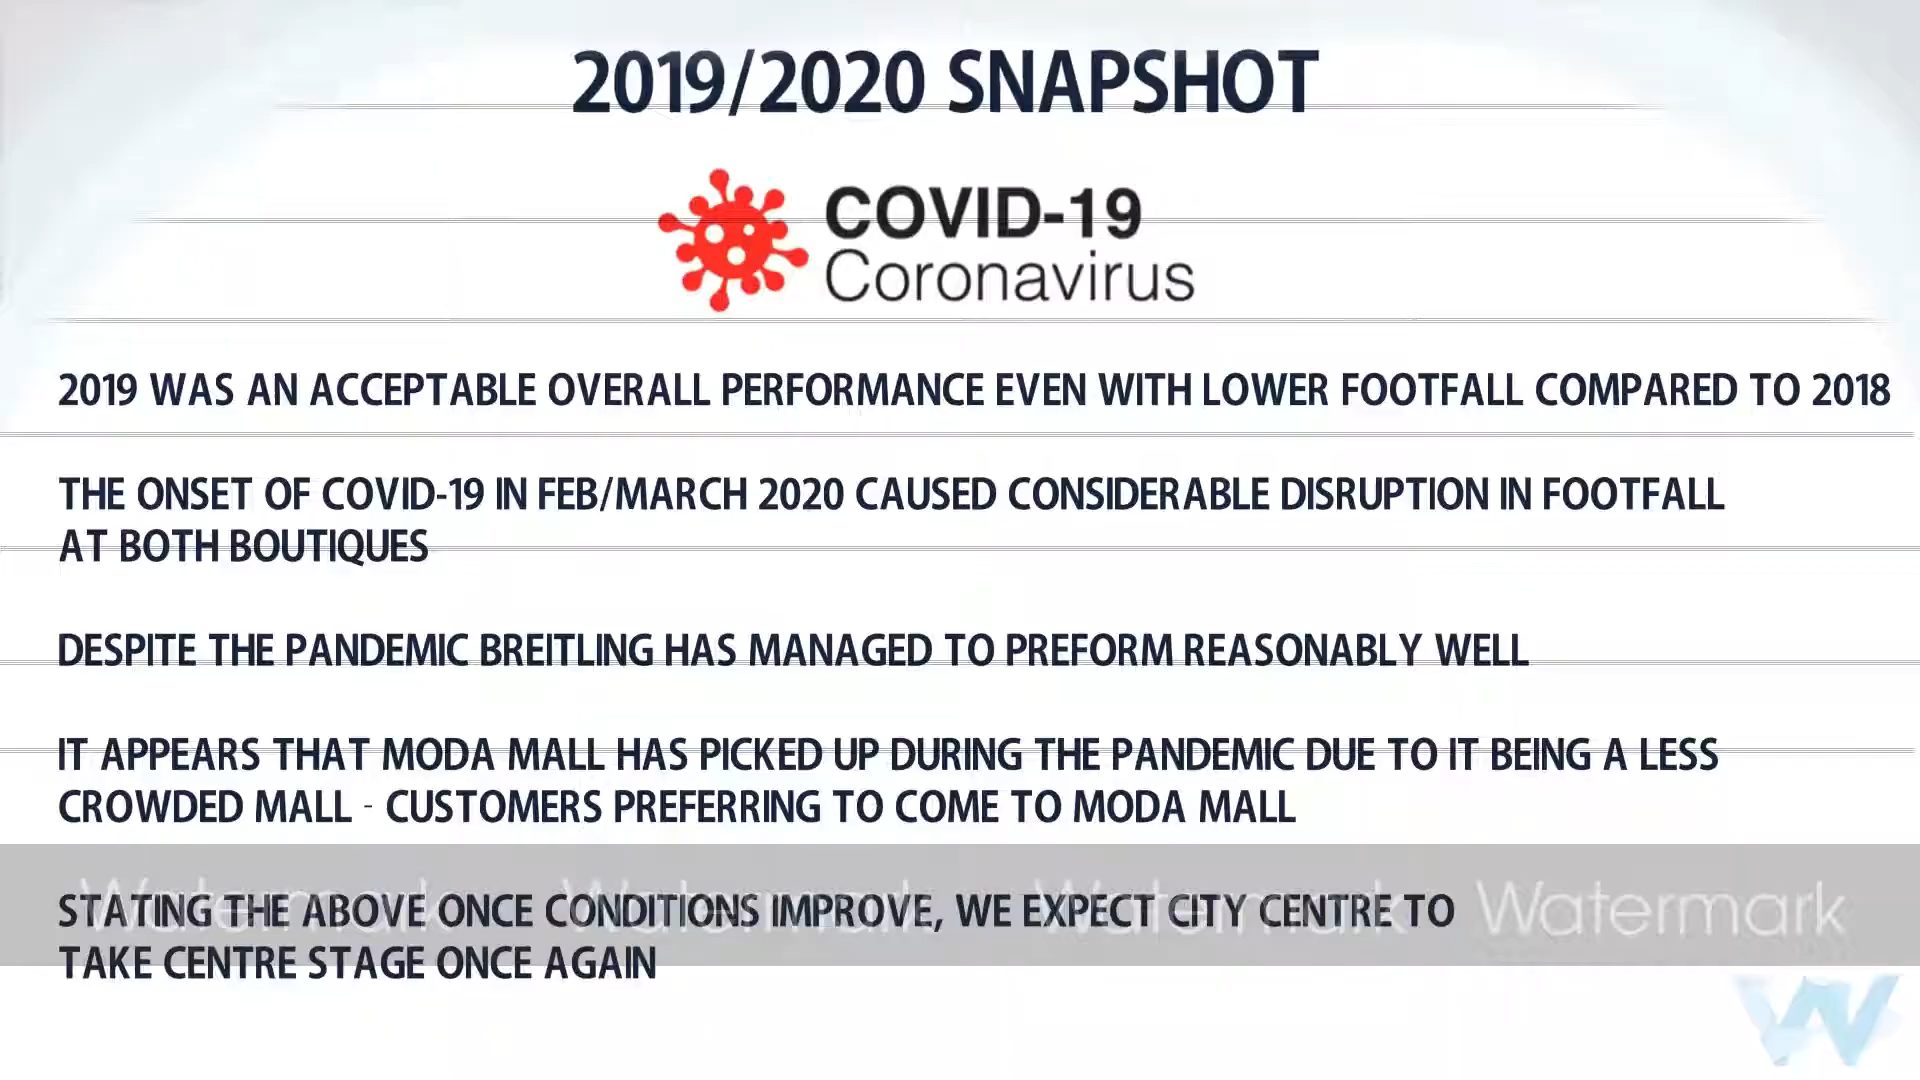 2019/2020 SNAPSHOT
COVID-19
Coronavirus
2019 WAS AN ACCEPTABLE OVERALL PERFORMANCE EVEN WITH LOWER FOOTFALL COMPARED TO 2018
THE ONSET OF COVID-19 IN FEB/MARCH 2020 CAUSED CONSIDERABLE DISRUPTION IN FOOTFALL
AT BOTH BOUTIQUES
DESPITE THE PANDEMIC BREITLING HAS MANAGED TO PREFORM REASONABLY WELL
IT APPEARS THAT MODA MALL HAS PICKED UP DURING THE PANDEMIC DUE TO IT BEING A LESS
CROWDED MALL - CUSTOMERS PREFERRING TO COME TO MODA MALL
Watermark Watermark Watermark Watermark
STATING THE ABOVE ONCE CONDITIONS IMPROVE, WE EXPECT CITY CENTRE TO
TAKE CENTRE STAGE ONCE AGAIN
W